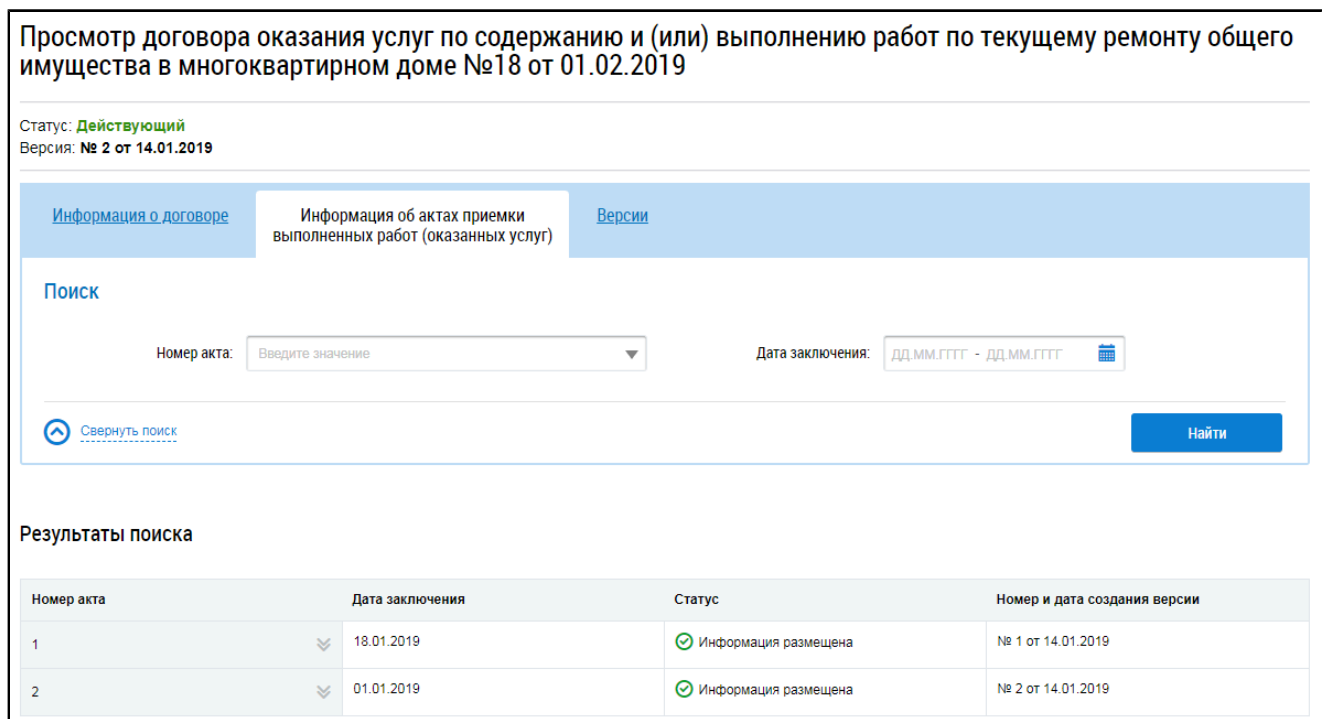 Просмотр договора оказания услуг по содержанию и (или) выполнению работ по текущему ремонту общего
имущества в многоквартирном доме №18 от 01.02.2019
Статус: Действующий
Версия: № 2 от 14.01.2019
Информация о договоре
Информация об актах приемки
выполненных работ (оказанных услуг)
Версии
Поиск
Номер акта: Введите значение Дата заключения: ДД.ММ.ГГГГ - ДД.ММ.ГГГГ
Свернуть поиск Найти
Результаты поиска
Номер акта Дата заключения Статус Номер и дата создания версии
1 18.01.2019 Информация размещена № 1 от 14.01.2019
2 01.01.2019 Информация размещена № 2 от 14.01.2019